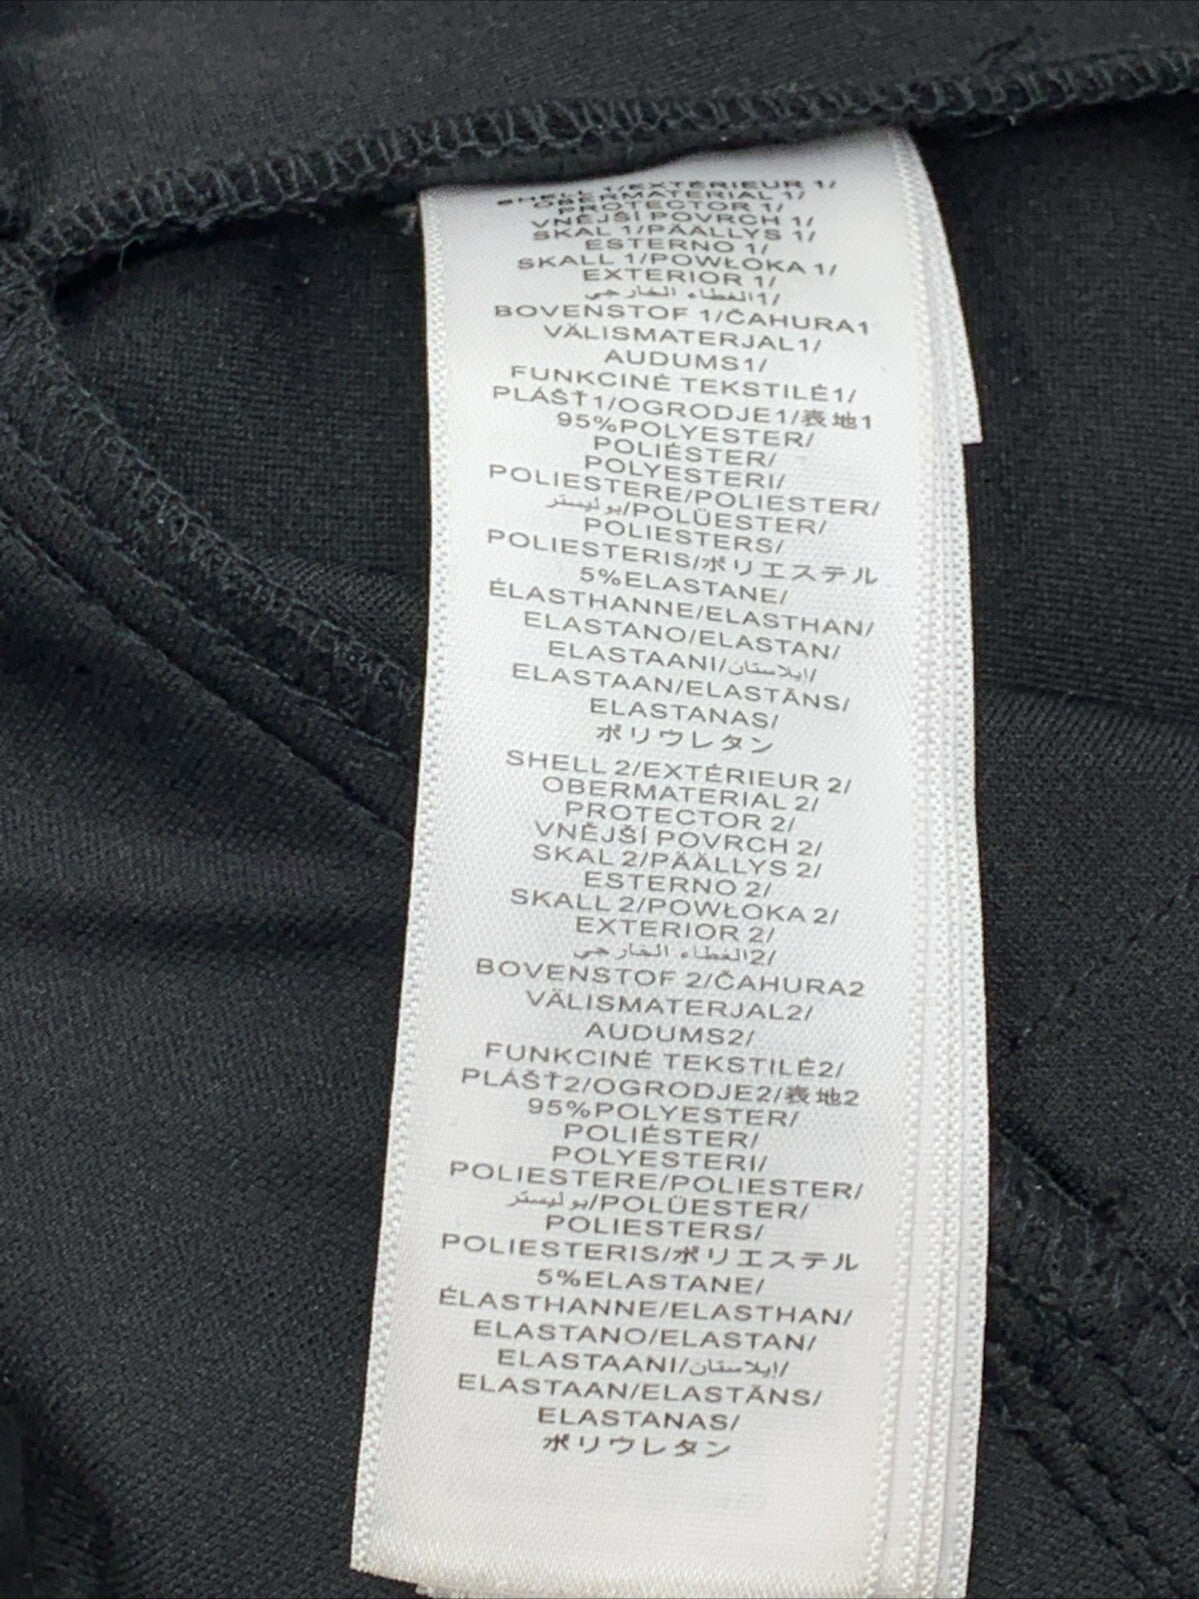 SHELL 1/EXTÉRIEUR 1/
OBERMATERIAL 1/
PROTECTOR 1/
VNĚJŠÍ POVRCH 1/
SKAL 1/PÄÄLLYS 1/
ESTERNO 1/
SKALL 1/POWŁOKA 1/
EXTERIOR 1/
الغطاء الخارجي1/
BOVENSTOF 1/ČAHURA1
VÄLISMATERJAL1/
AUDUMS1/
FUNKCINĖ TEKSTILĖ1/
PLÁŠŤ1/OGRODJE1/表地1
95%POLYESTER/
POLIÉSTER/
POLYESTERI/
POLIESTERE/POLIESTER/
بوليستر/POLÜESTER/
POLIESTERS/
POLIESTERIS/ポリエステル
5%ELASTANE/
ÉLASTHANNE/ELASTHAN/
ELASTANO/ELASTAN/
ELASTAANI/إيلاستان/
ELASTAAN/ELASTĀNS/
ELASTANAS/
ポリウレタン
SHELL 2/EXTÉRIEUR 2/
OBERMATERIAL 2/
PROTECTOR 2/
VNĚJŠÍ POVRCH 2/
SKAL 2/PÄÄLLYS 2/
ESTERNO 2/
SKALL 2/POWŁOKA 2/
EXTERIOR 2/
الغطاء الخارجي2/
BOVENSTOF 2/ČAHURA2
VÄLISMATERJAL2/
AUDUMS2/
FUNKCINĖ TEKSTILĖ2/
PLÁŠŤ2/OGRODJE2/表地2
95%POLYESTER/
POLIÉSTER/
POLYESTERI/
POLIESTERE/POLIESTER/
بوليستر/POLÜESTER/
POLIESTERS/
POLIESTERIS/ポリエステル
5%ELASTANE/
ÉLASTHANNE/ELASTHAN/
ELASTANO/ELASTAN/
ELASTAANI/إيلاستان/
ELASTAAN/ELASTĀNS/
ELASTANAS/
ポリウレタン